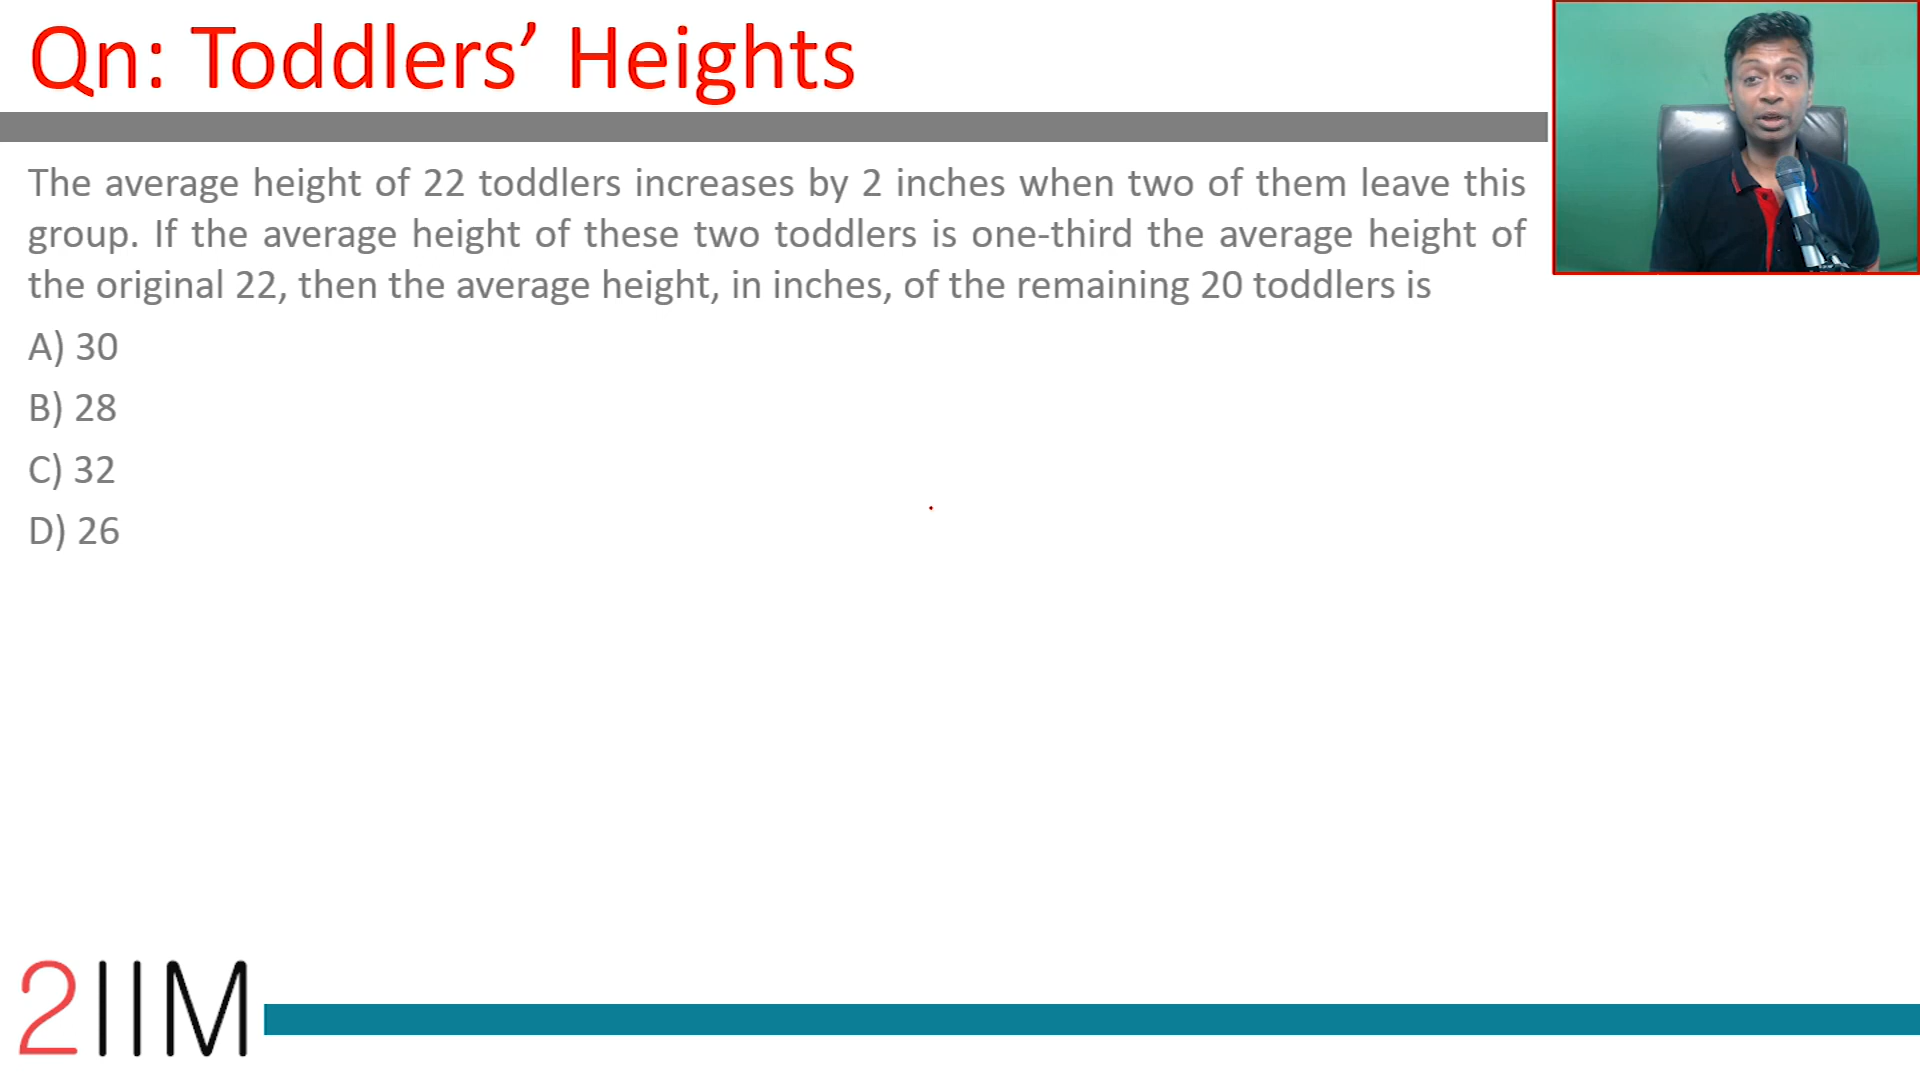 Qn: Toddlers’ Heights
The average height of 22 toddlers increases by 2 inches when two of them leave this
group. If the average height of these two toddlers is one-third the average height of
the original 22, then the average height, in inches, of the remaining 20 toddlers is
A) 30
B) 28
C) 32
D) 26
2IIM